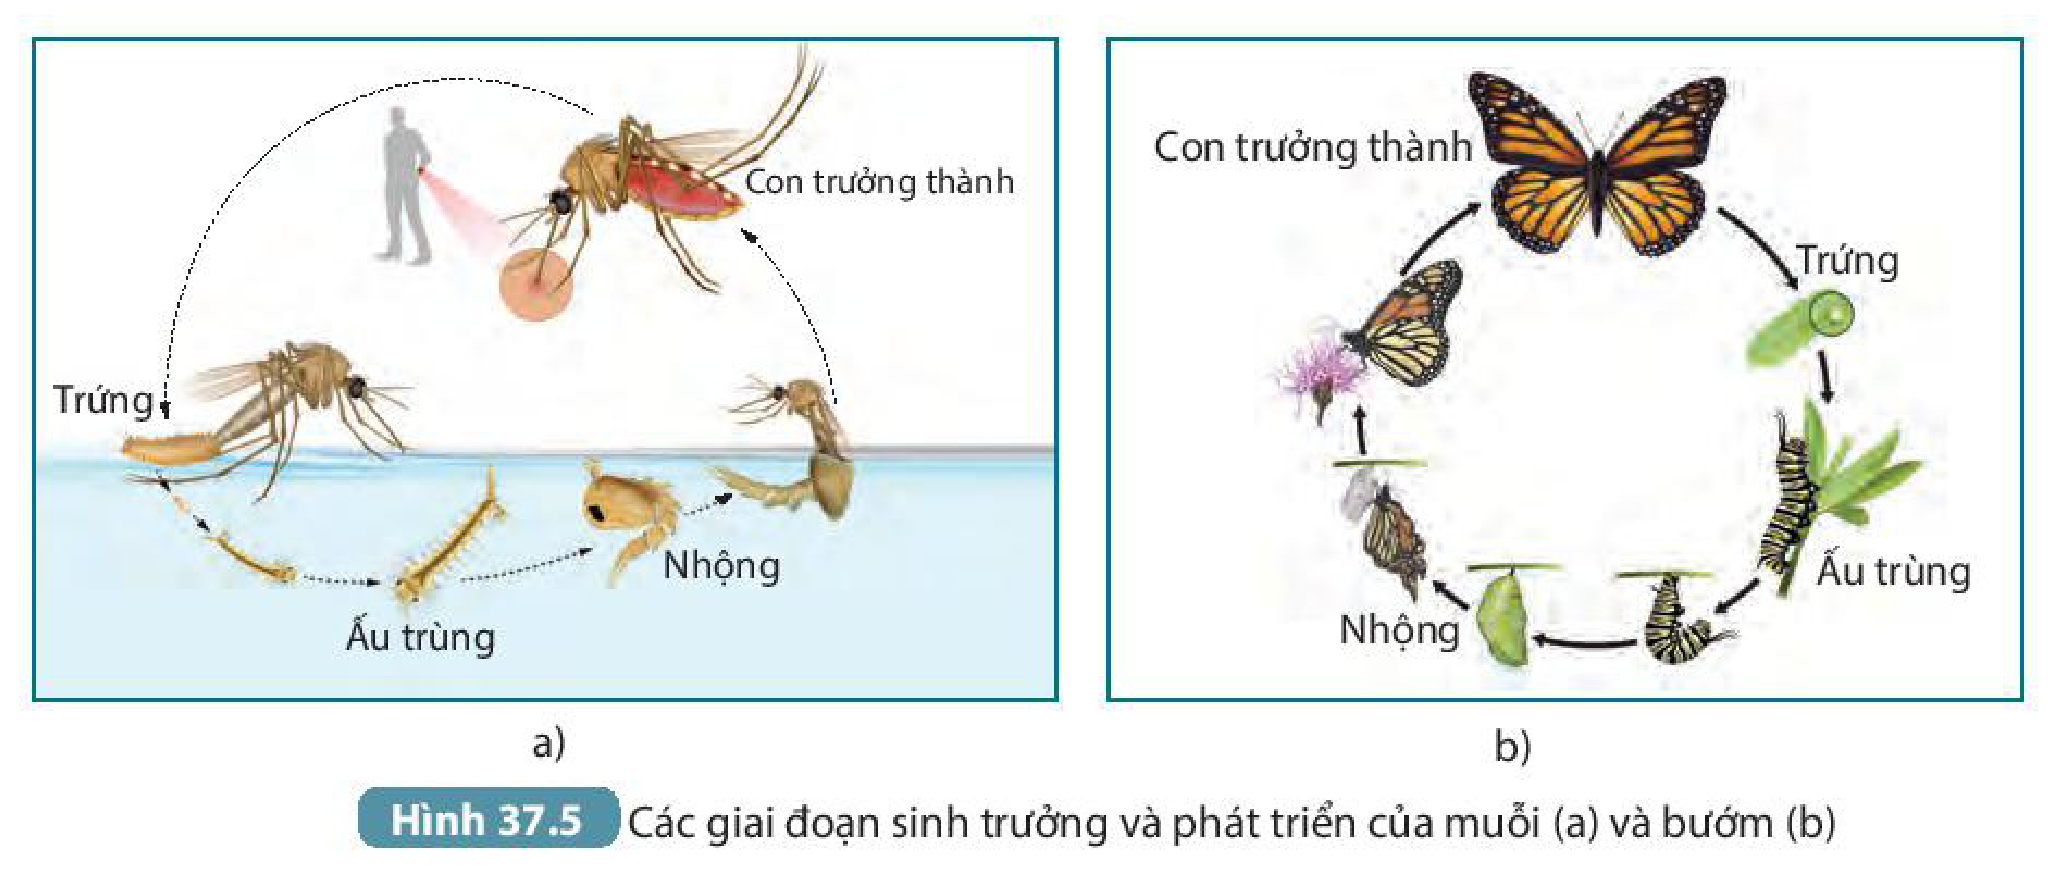 Con trưởng thành
Trứng
Nhộng
Ấu trùng
a)
Con trưởng thành
Trứng
Ấu trùng
Nhộng
b)
Hình 37.5 Các giai đoạn sinh trưởng và phát triển của muỗi (a) và bướm (b)